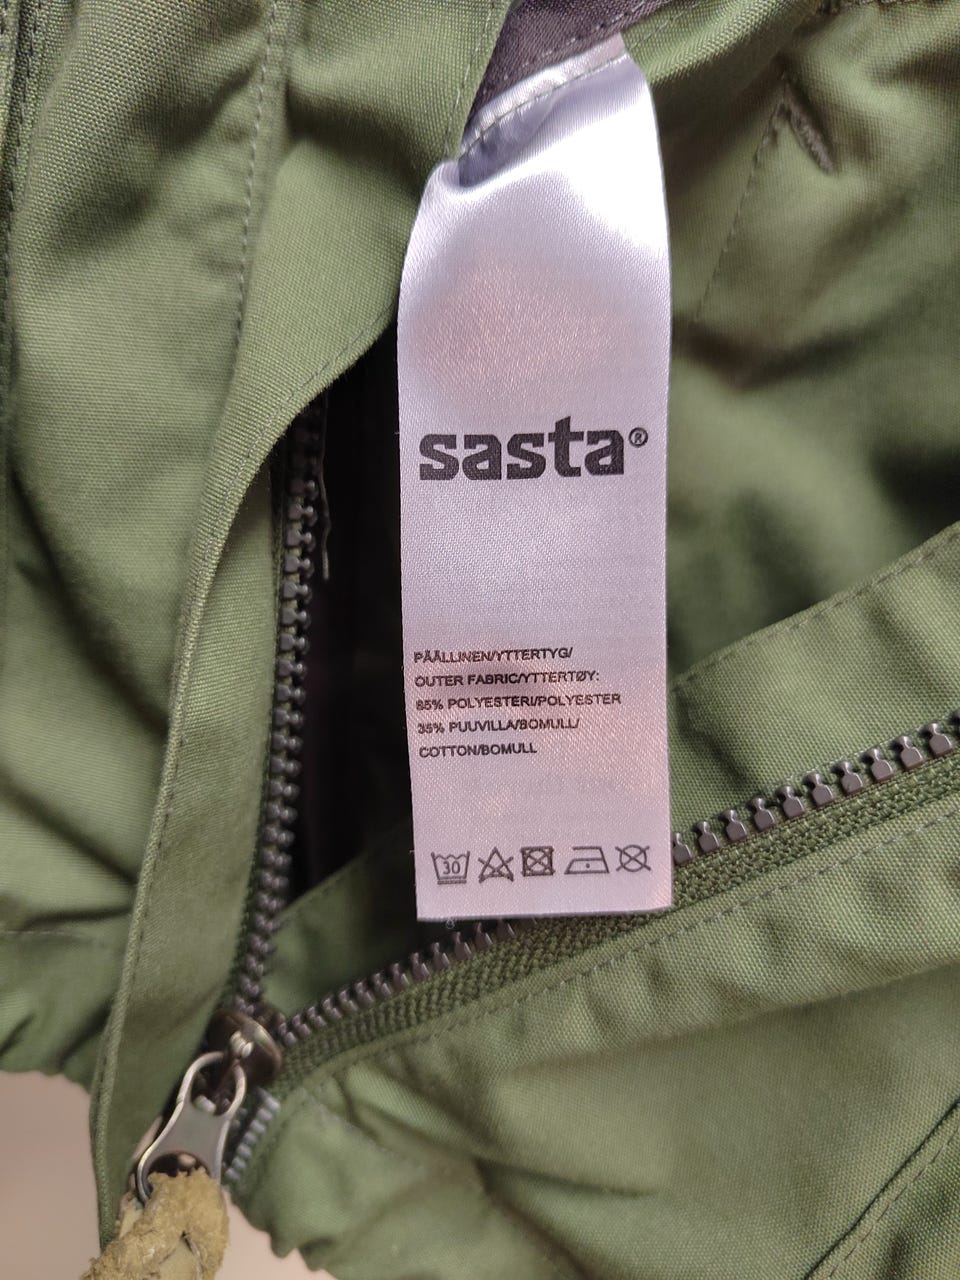 sasta®
PÄÄLLINEN/YTTERTYG/
OUTER FABRIC/YTTERTØY:
65% POLYESTERI/POLYESTER
35% PUUVILLA/BOMULL/
COTTON/BOMULL
30